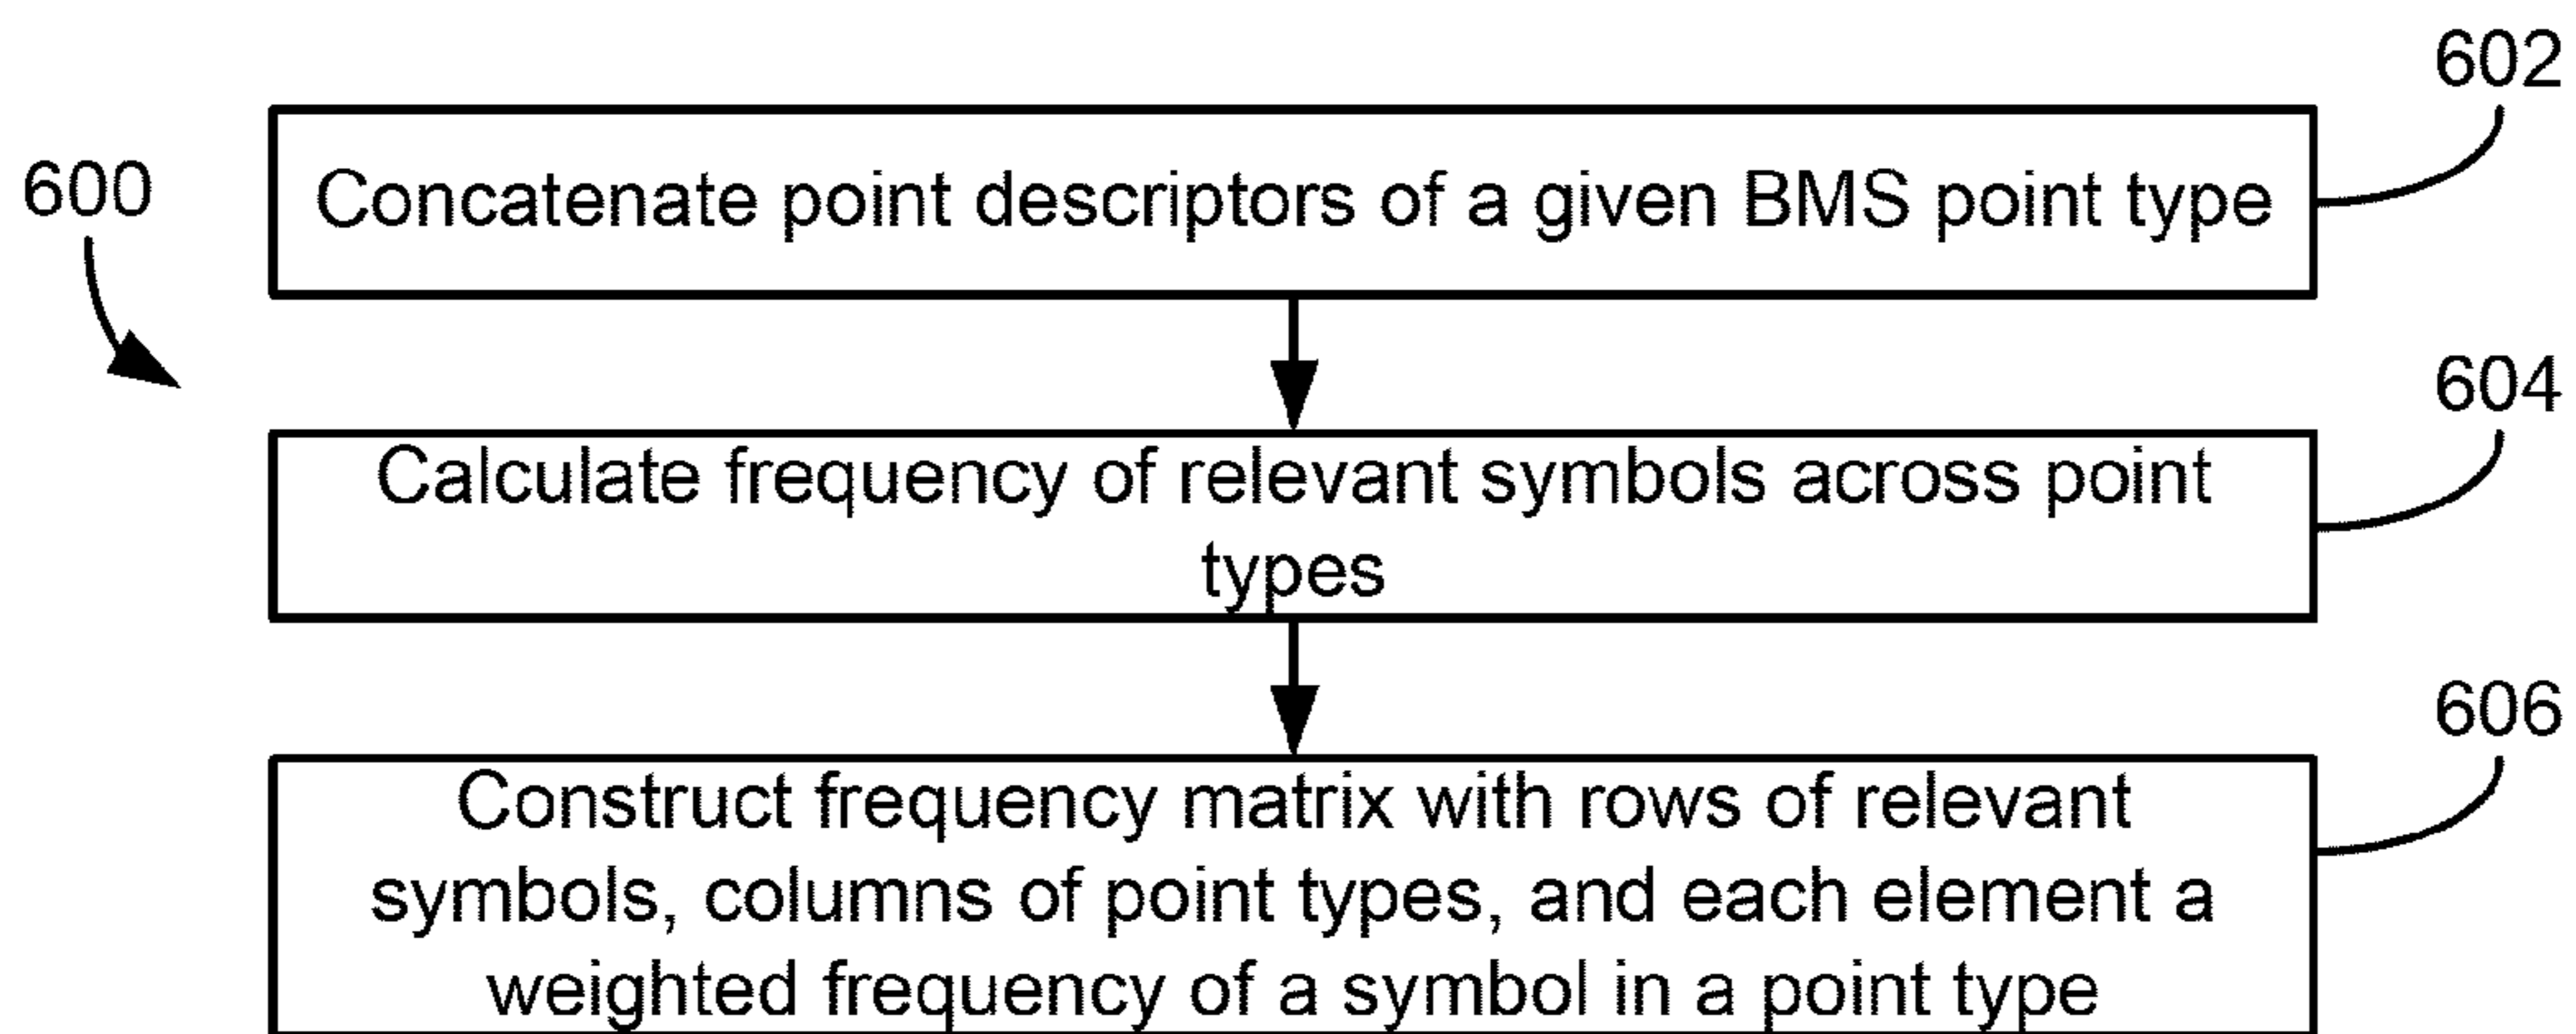 602
600
Concatenate point descriptors of a given BMS point type
604
Calculate frequency of relevant symbols across point
types
606
Construct frequency matrix with rows of relevant
symbols, columns of point types, and each element a
weighted frequency of a symbol in a point type